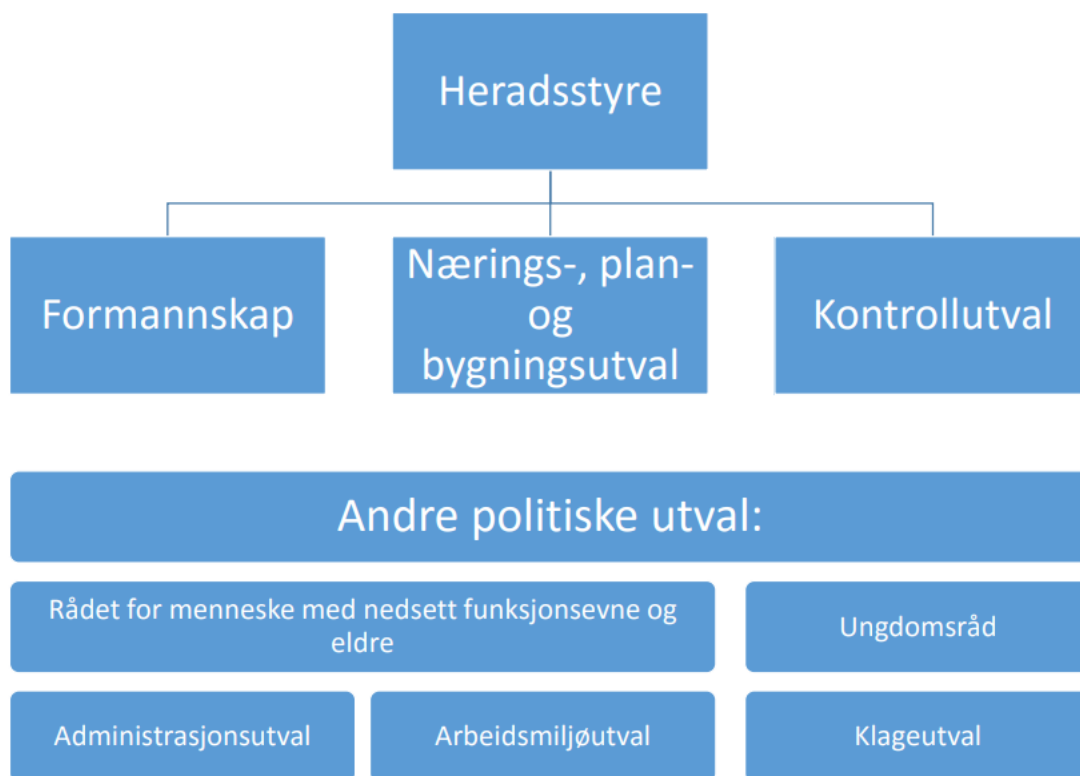 Heradsstyre
Formannskap
Nærings-, plan-
og
bygningsutval
Kontrollutval
Andre politiske utval:
Rådet for menneske med nedsett funksjonsevne og
eldre
Ungdomsråd
Administrasjonsutval
Arbeidsmiljøutval
Klageutval